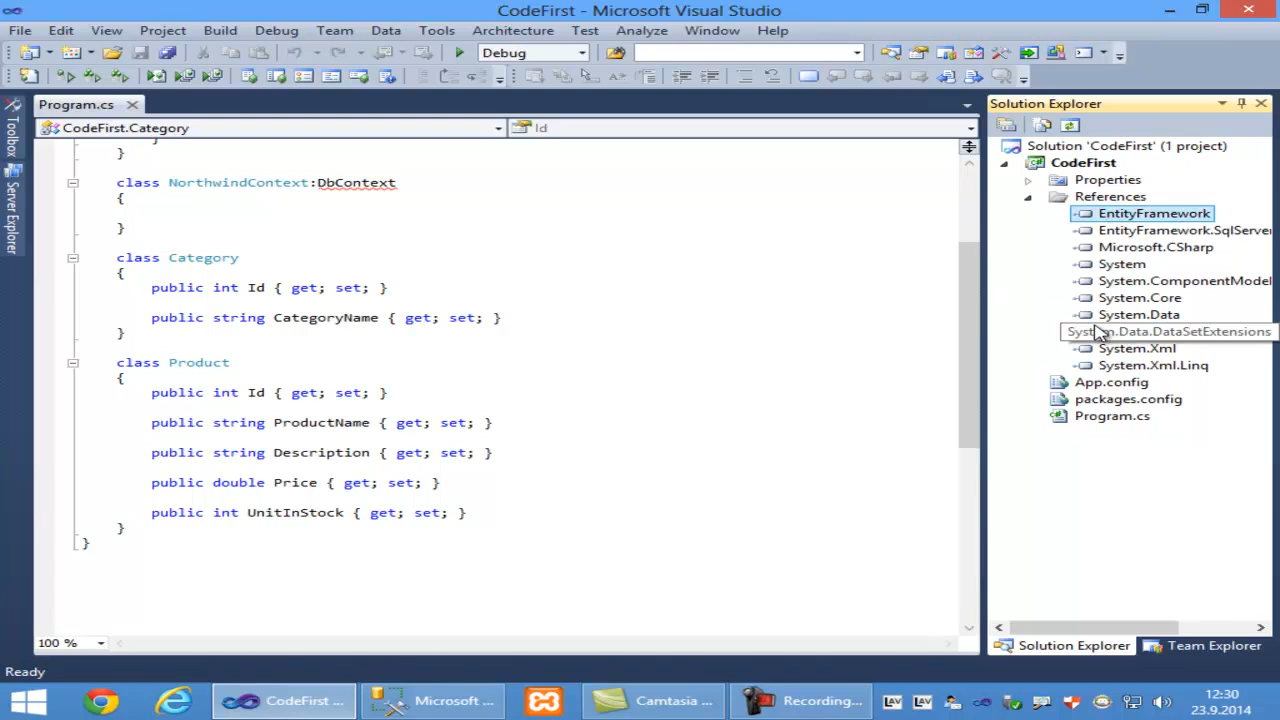 CodeFirst - Microsoft Visual Studio
File Edit View Project Build Debug Team Data Tools Architecture Test Analyze Window Help
Debug
Toolbox
Server Explorer
Program.cs
CodeFirst.Category
Id
}
class NorthwindContext:DbContext
{
}
class Category
{
public int Id { get; set; }
public string CategoryName { get; set; }
}
class Product
{
public int Id { get; set; }
public string ProductName { get; set; }
public string Description { get; set; }
public double Price { get; set; }
public int UnitInStock { get; set; }
}
}
100 %
Solution Explorer
Solution 'CodeFirst' (1 project)
CodeFirst
Properties
References
EntityFramework
EntityFramework.SqlServer
Microsoft.CSharp
System
System.ComponentModel
System.Core
System.Data
System.Data.DataSetExtensions
System.Xml
System.Xml.Linq
App.config
packages.config
Program.cs
Solution Explorer Team Explorer
Ready
CodeFirst ...
Microsoft ...
Camtasia ...
Recording...
LAV LAV
12:30
23.9.2014